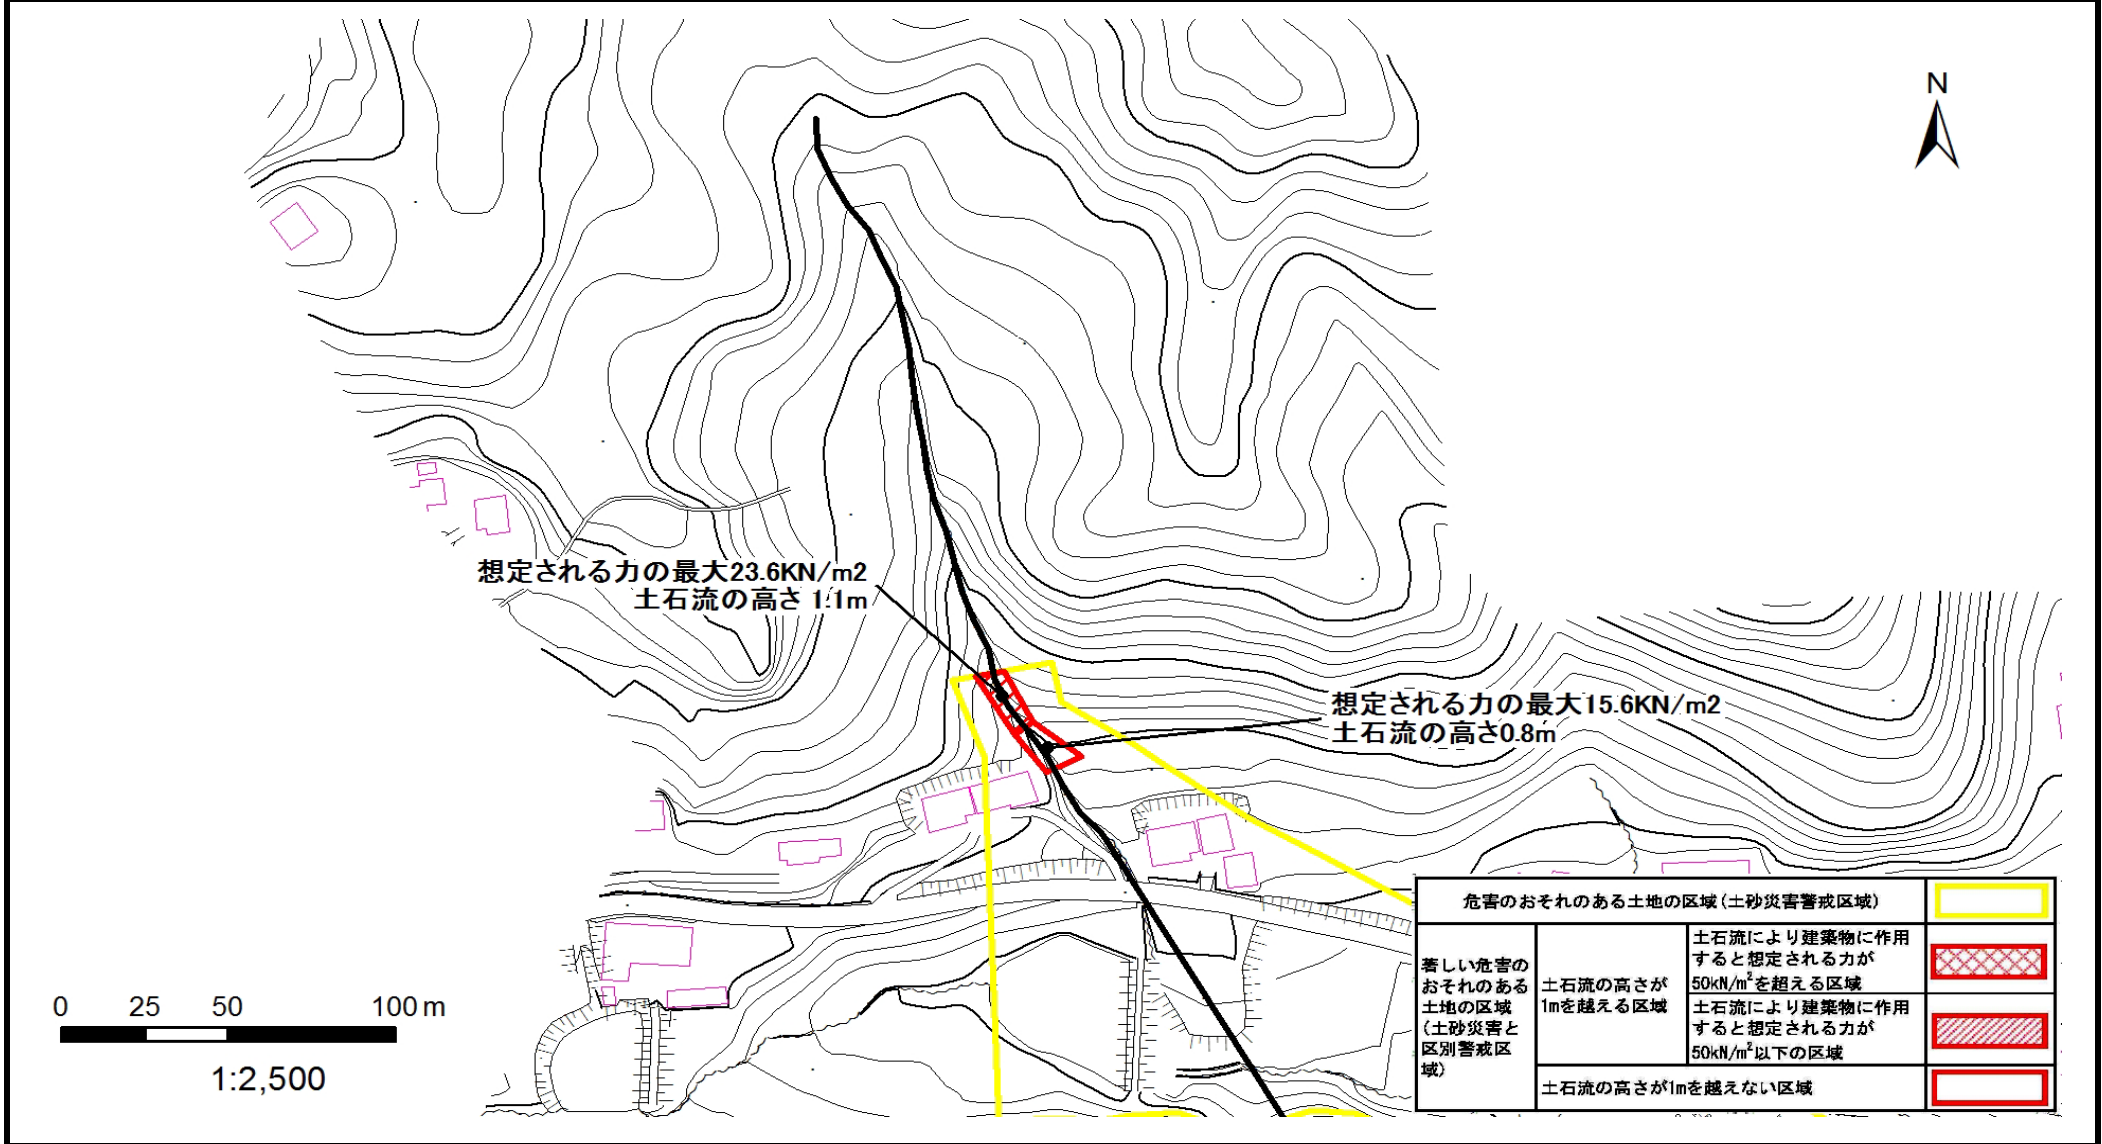 N
想定される力の最大23.6KN/m2
土石流の高さ 1.1m
想定される力の最大15.6KN/m2
土石流の高さ0.8m
0 25 50 100 m
1:2,500
危害のおそれのある土地の区域(土砂災害警戒区域)
著しい危害の
おそれのある
土地の区域
(土砂災害と
区別警戒区
域)
土石流の高さが
1mを越える区域
土石流により建築物に作用
すると想定される力が
50kN/m²を超える区域
土石流により建築物に作用
すると想定される力が
50kN/m²以下の区域
土石流の高さが1mを越えない区域